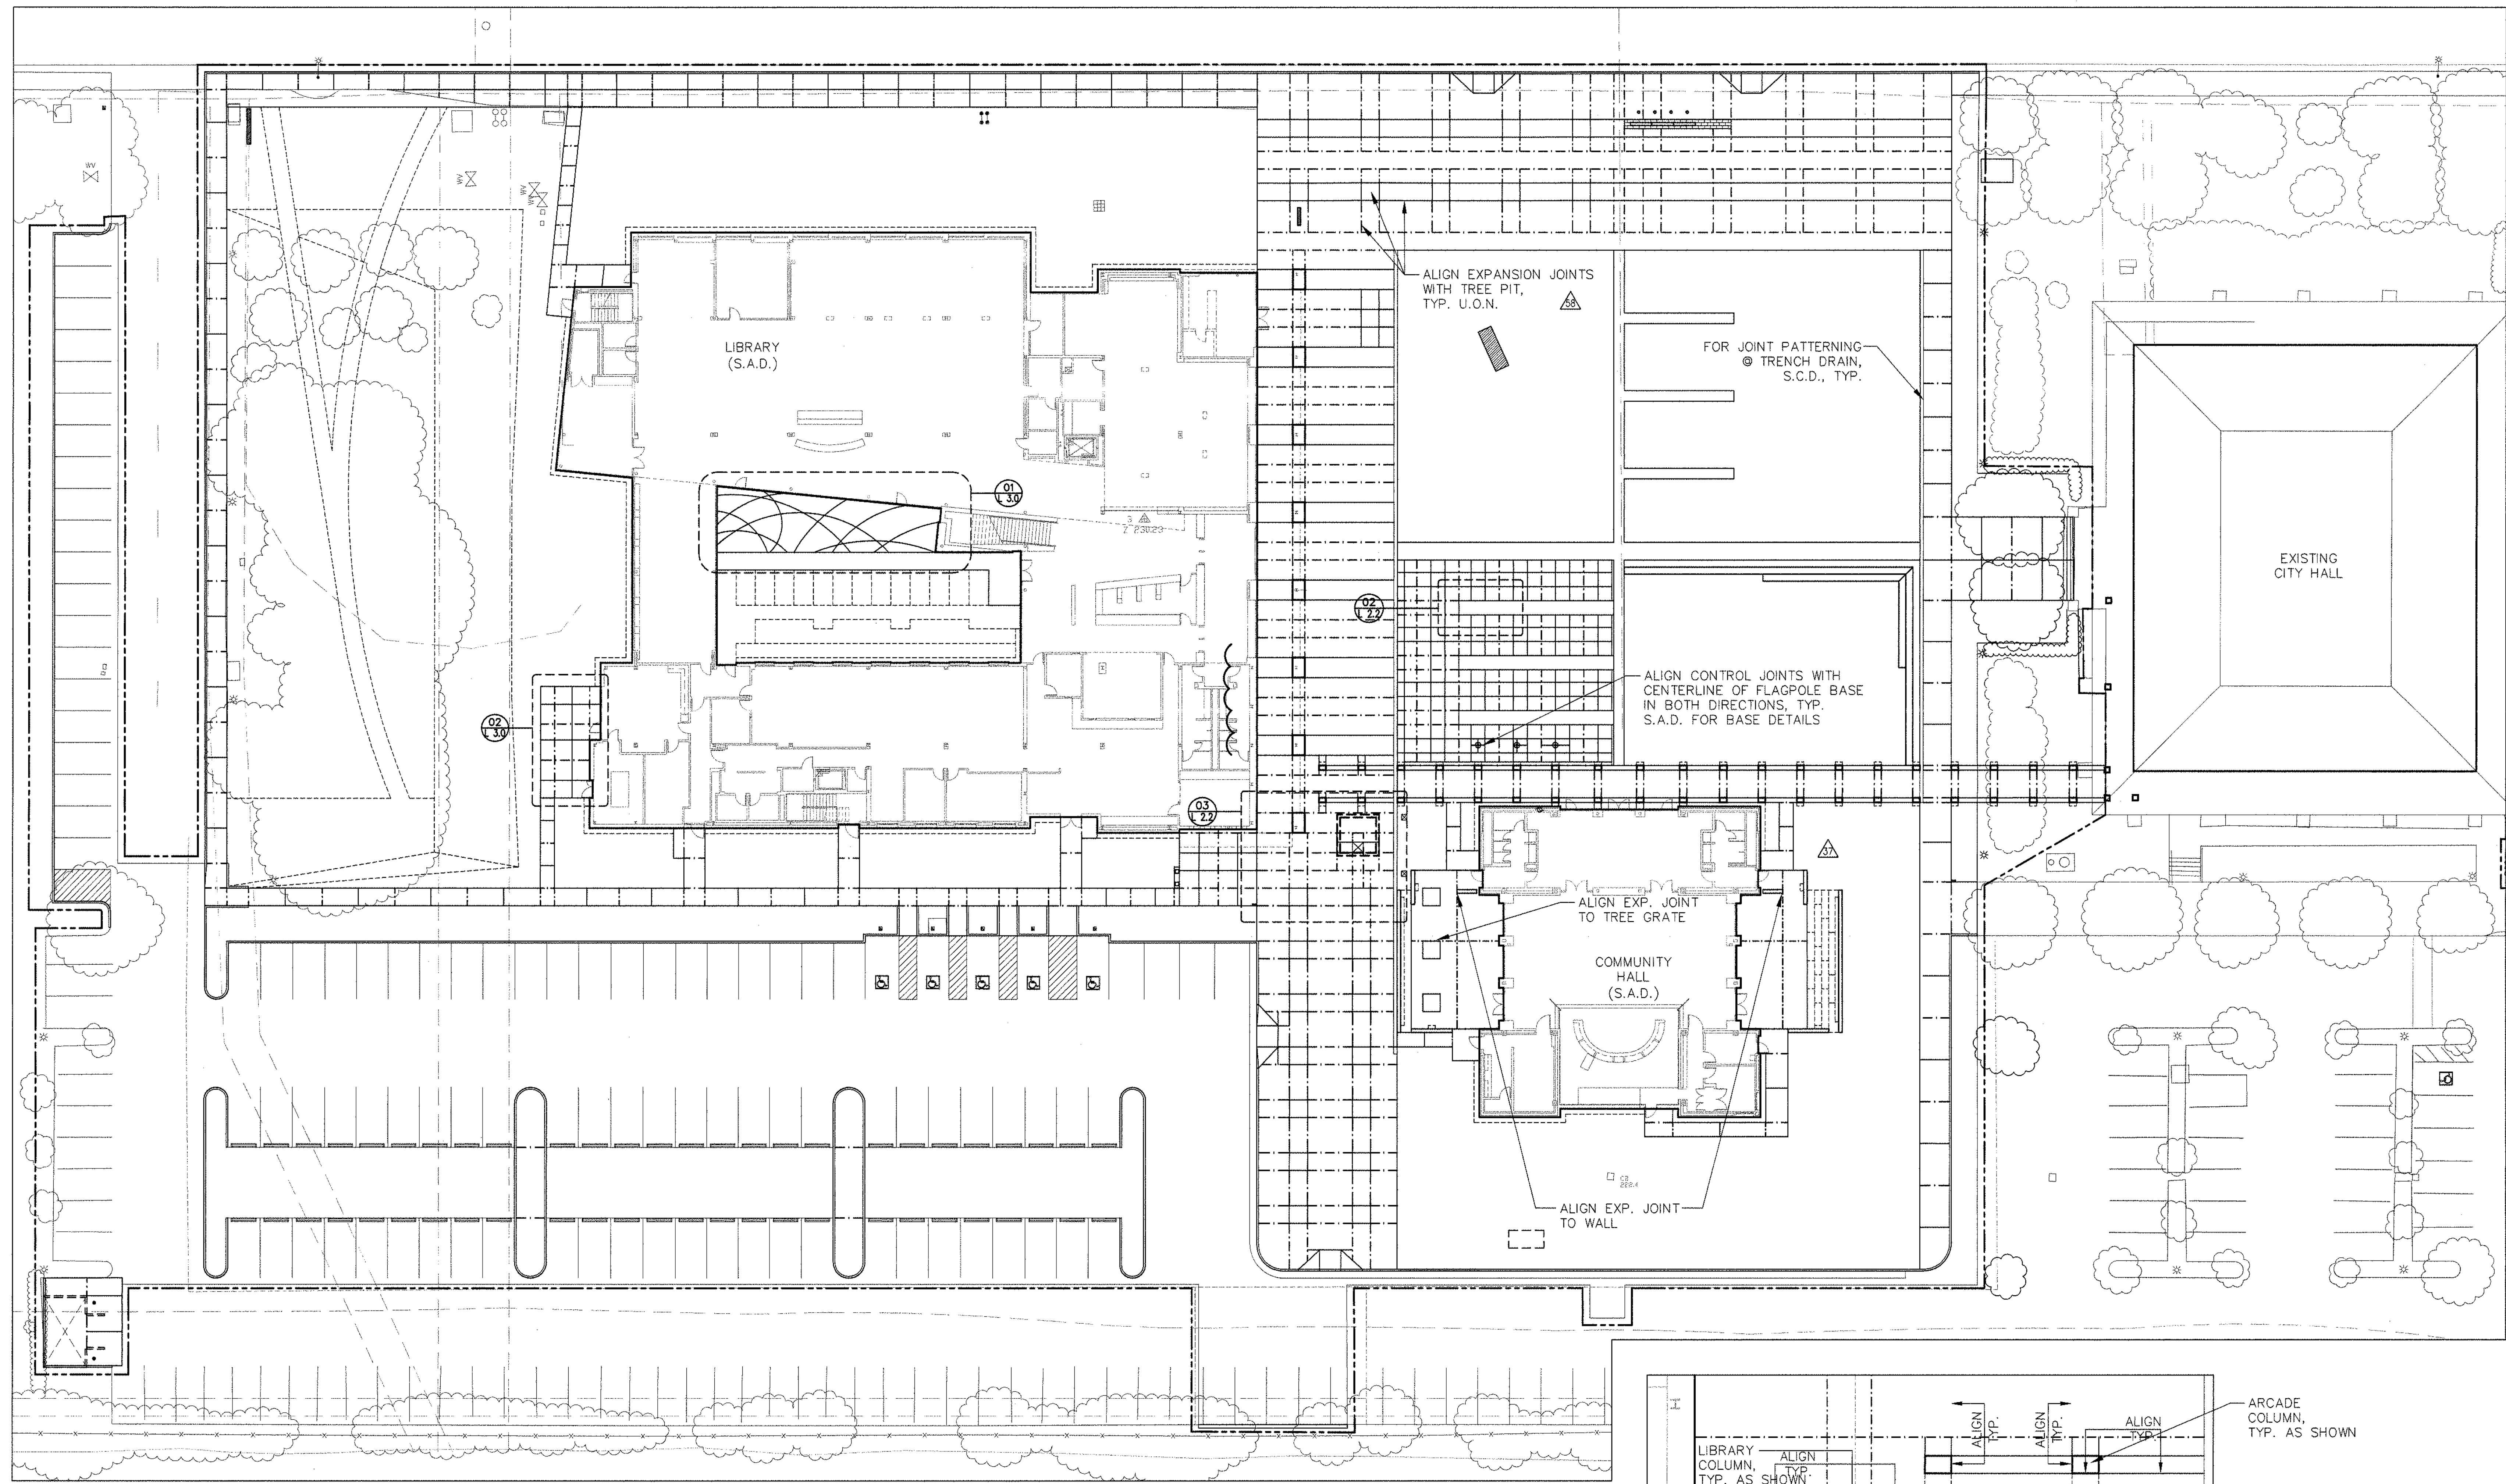 WV
WV
WV
WV
LIBRARY
(S.A.D.)
01
L 3.0
02
L 3.0
03
L 2.2
02
L 2.2
ALIGN EXPANSION JOINTS
WITH TREE PIT,
TYP. U.O.N.
58
FOR JOINT PATTERNING
@ TRENCH DRAIN,
S.C.D., TYP.
EXISTING
CITY HALL
ALIGN CONTROL JOINTS WITH
CENTERLINE OF FLAGPOLE BASE
IN BOTH DIRECTIONS, TYP.
S.A.D. FOR BASE DETAILS
37
ALIGN EXP. JOINT
TO TREE GRATE
COMMUNITY
HALL
(S.A.D.)
CB
ALIGN EXP. JOINT
TO WALL
ALIGN
TYP.
ALIGN
TYP.
ALIGN
TYP.
ARCADE
COLUMN,
TYP. AS SHOWN
LIBRARY
COLUMN,
TYP. AS SHOWN
ALIGN
TYP.